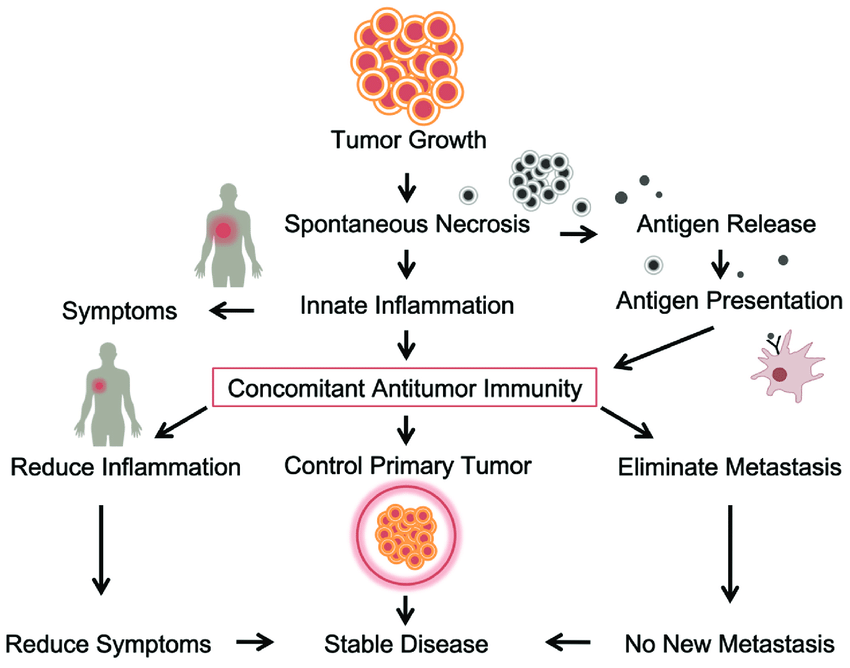 Tumor Growth
Spontaneous Necrosis
Antigen Release
Symptoms
Innate Inflammation
Antigen Presentation
Concomitant Antitumor Immunity
Reduce Inflammation
Control Primary Tumor
Eliminate Metastasis
Reduce Symptoms
Stable Disease
No New Metastasis